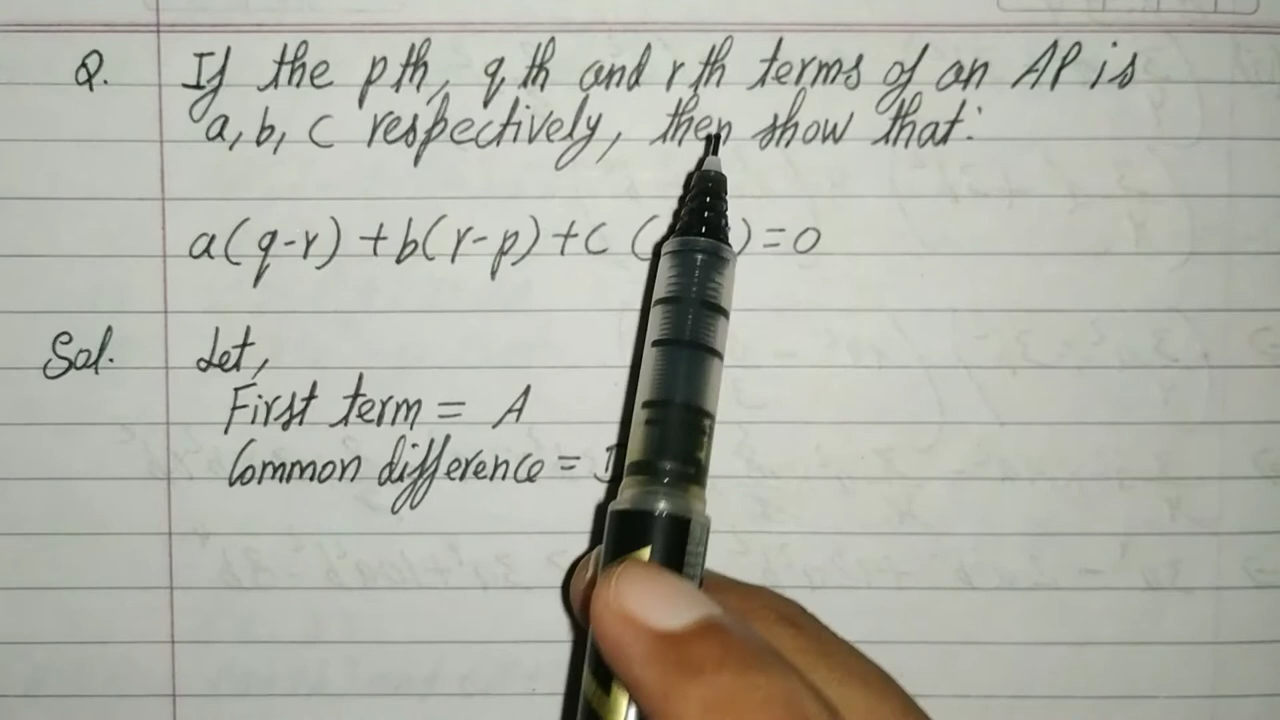 Q. If the pth, qth and rth terms of an AP is
a, b, c respectively, then show that:
a(q-r) +b(r-p) +c ( ) =0
Sol. Let,
First term = A
Common difference =